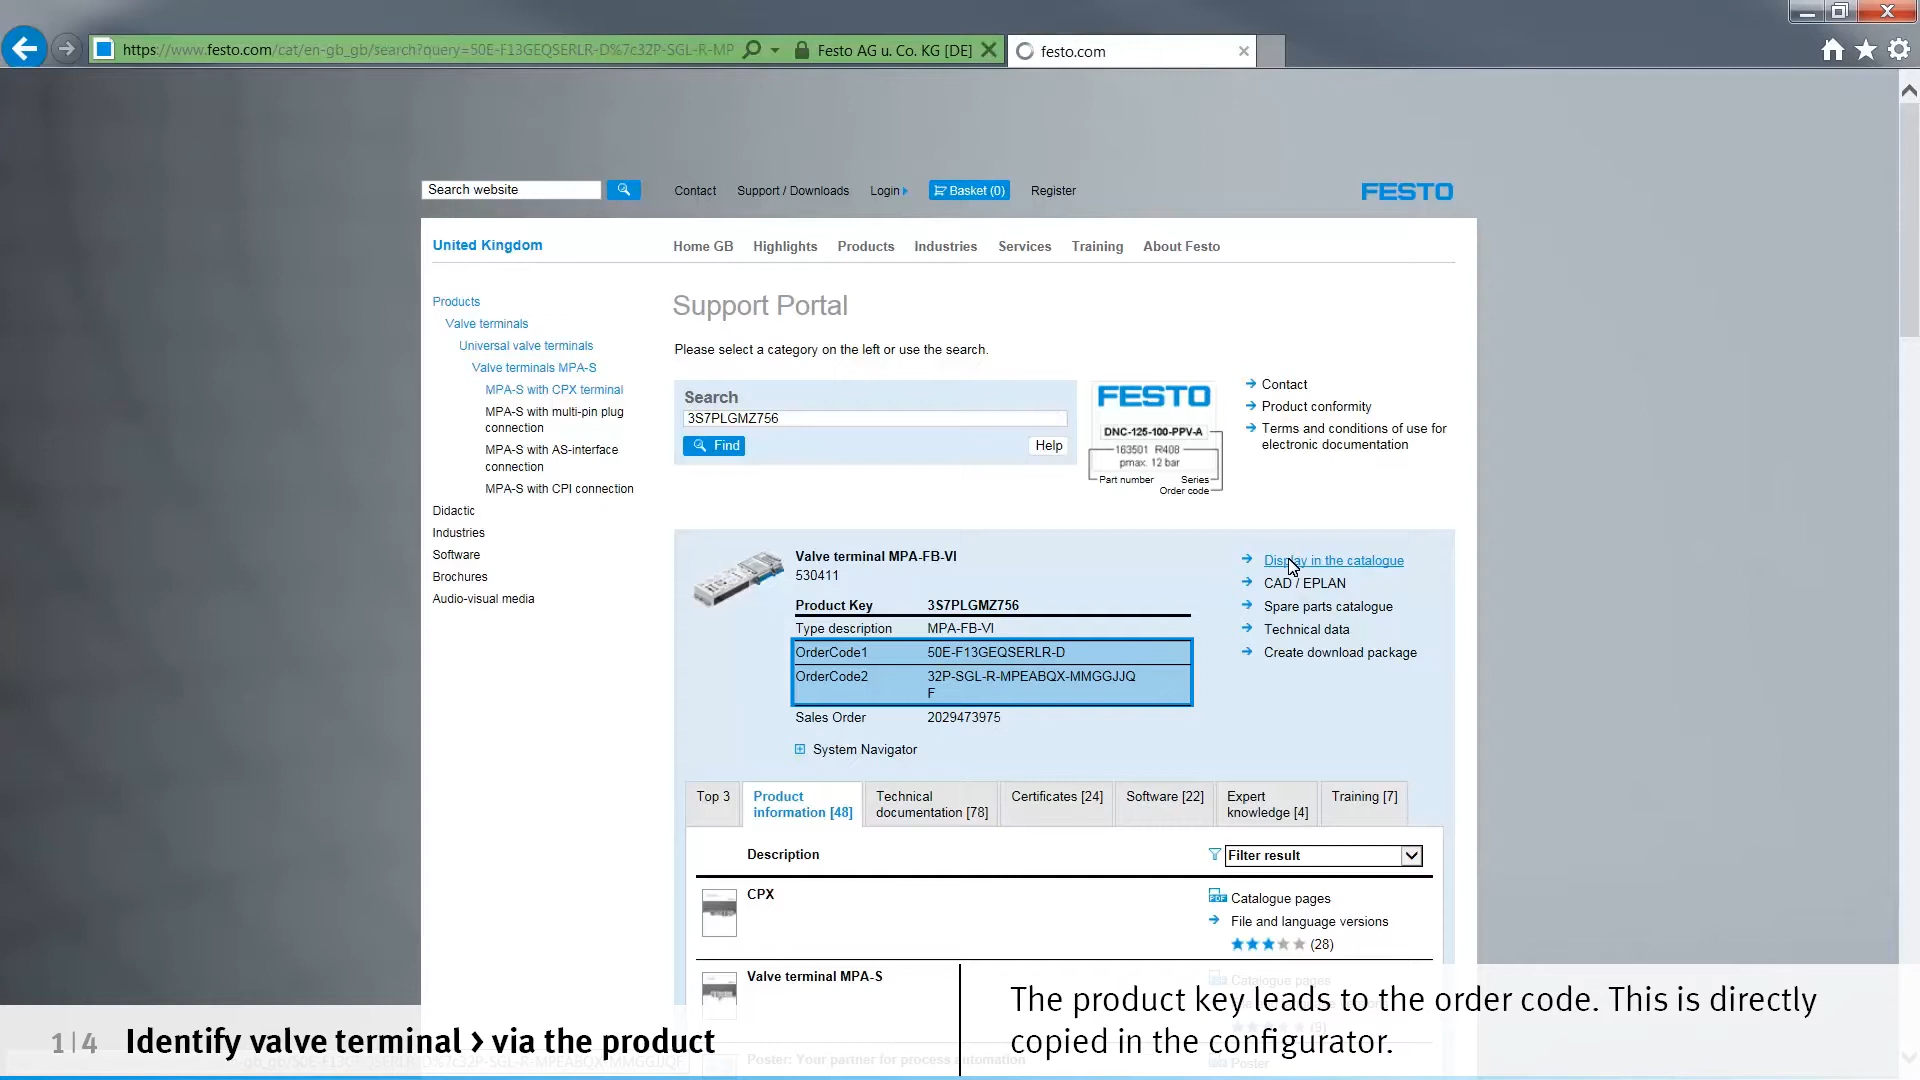 https://www.festo.com/cat/en-gb_gb/search?query=50E-F13GEQSERLR-D%7c32P-SGL-R-MP
Festo AG u. Co. KG [DE]
festo.com
Search website
Contact
Support / Downloads
Login
Basket (0)
Register
FESTO
United Kingdom
Home GB
Highlights
Products
Industries
Services
Training
About Festo
Products
Valve terminals
Universal valve terminals
Valve terminals MPA-S
MPA-S with CPX terminal
MPA-S with multi-pin plug
connection
MPA-S with AS-interface
connection
MPA-S with CPI connection
Didactic
Industries
Software
Brochures
Audio-visual media
Support Portal
Please select a category on the left or use the search.
Search
3S7PLGMZ756
Find
Help
FESTO
DNC-125-100-PPV-A
163501 R408
pmax. 12 bar
Part number
Series
Order code
Contact
Product conformity
Terms and conditions of use for
electronic documentation
Valve terminal MPA-FB-VI
530411
Product Key 3S7PLGMZ756
Type description MPA-FB-VI
OrderCode1 50E-F13GEQSERLR-D
OrderCode2 32P-SGL-R-MPEABQX-MMGGJJQ
F
Sales Order 2029473975
System Navigator
Display in the catalogue
CAD / EPLAN
Spare parts catalogue
Technical data
Create download package
Top 3
Product
information [48]
Technical
documentation [78]
Certificates [24]
Software [22]
Expert
knowledge [4]
Training [7]
Description
Filter result
CPX
Catalogue pages
File and language versions
(28)
Valve terminal MPA-S
Catalogue pages
(9)
Poster: Your partner for process automation
Poster
1|4 Identify valve terminal > via the product
The product key leads to the order code. This is directly
copied in the configurator.